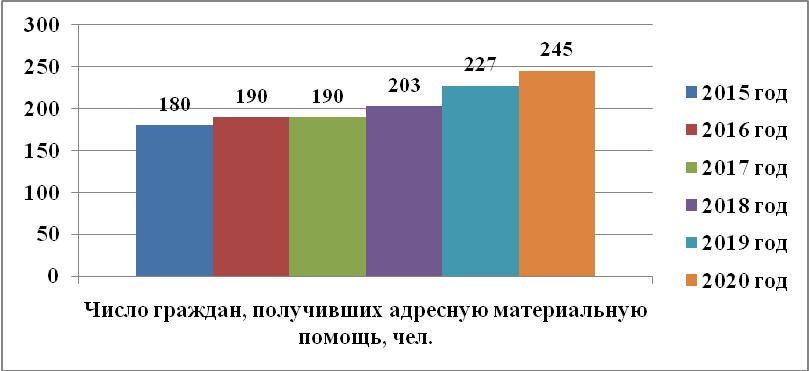 300
250
200
150
100
50
0
180
190
190
203
227
245
Число граждан, получивших адресную материальную
помощь, чел.
2015 год
2016 год
2017 год
2018 год
2019 год
2020 год